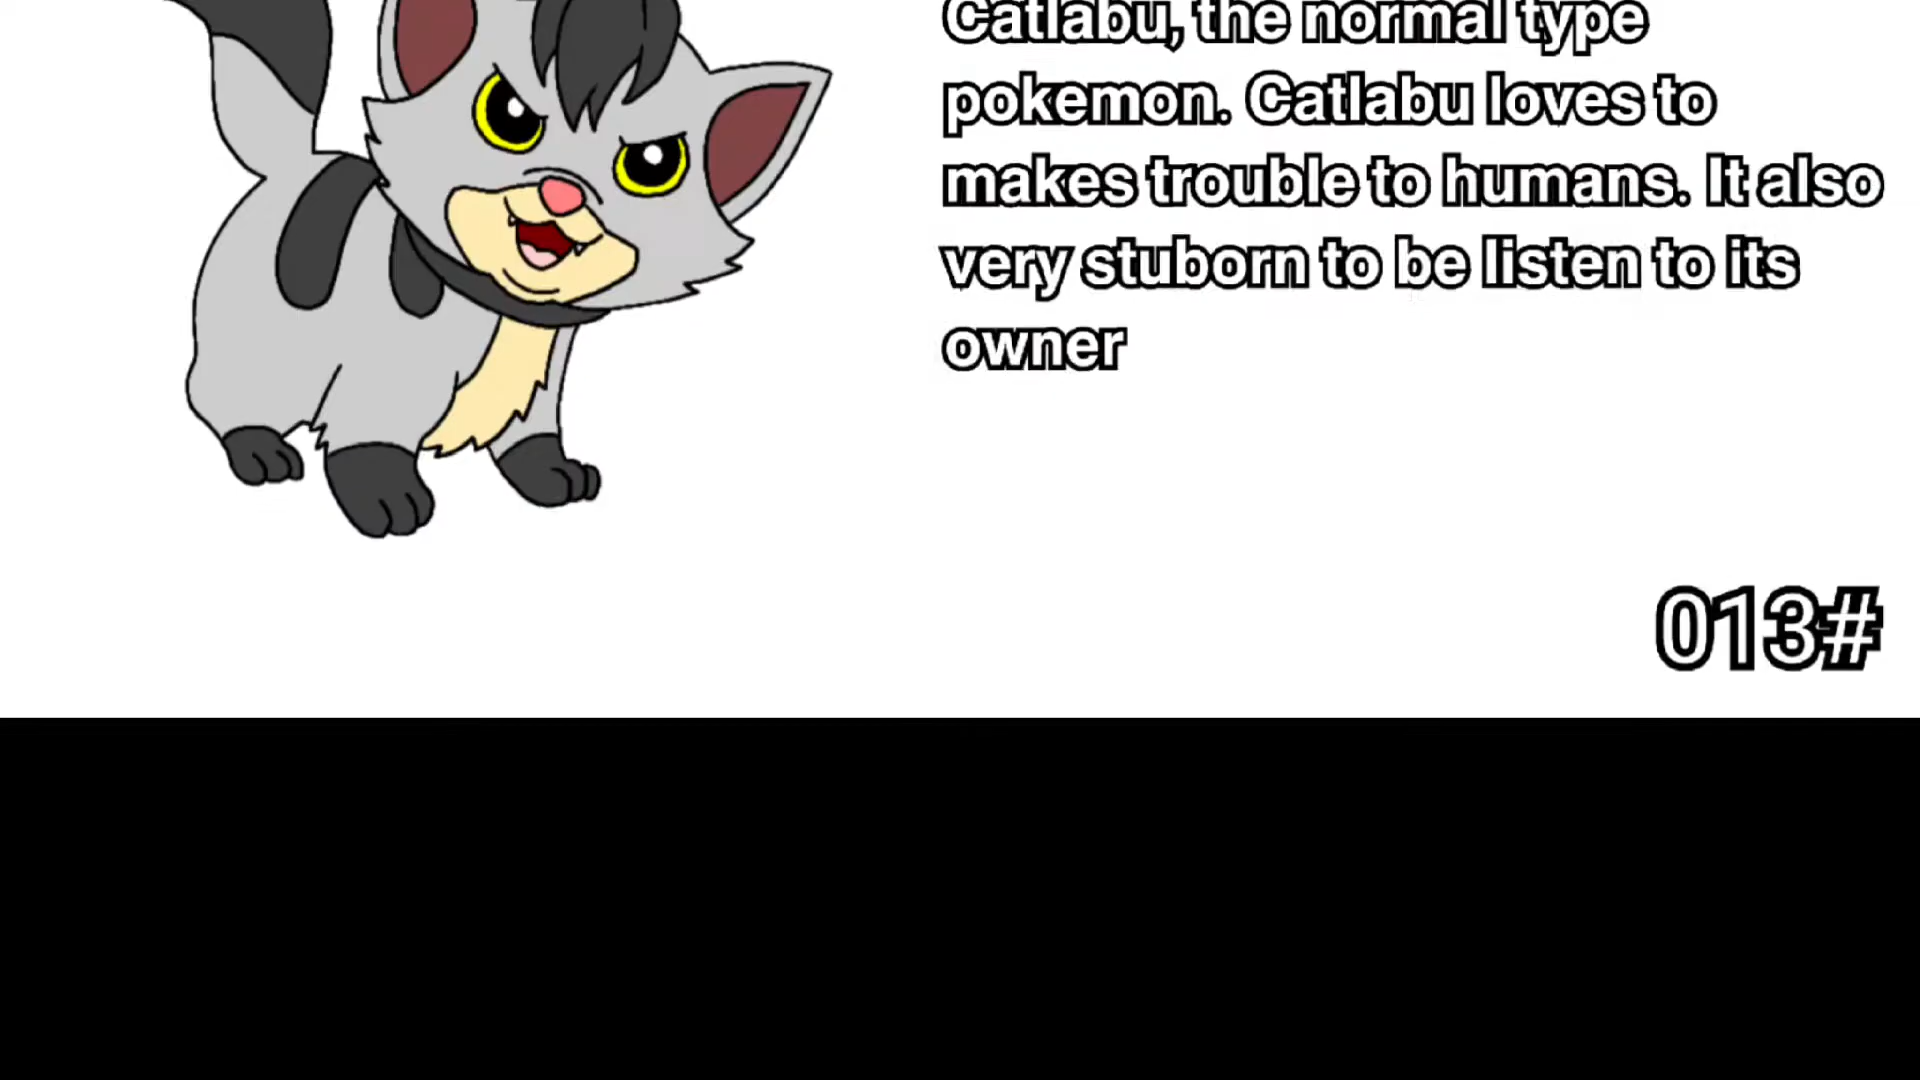 Catlabu, the normal type
pokemon. Catlabu loves to
makes trouble to humans. It also
very stuborn to be listen to its
owner
013#